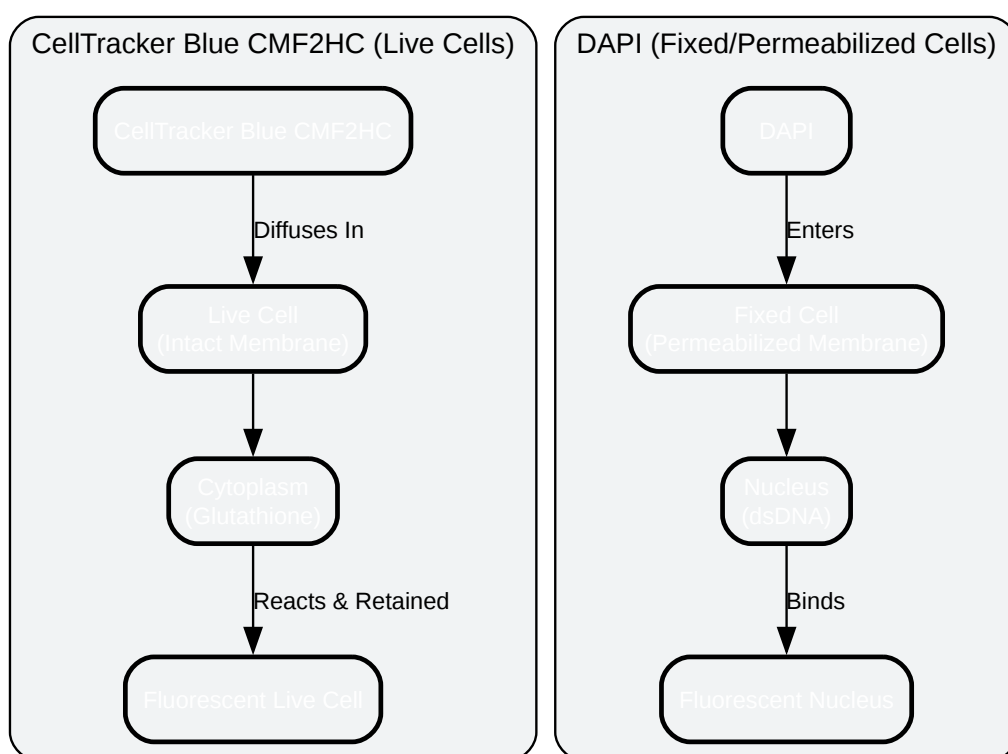 CellTracker Blue CMF2HC (Live Cells)
CellTracker Blue CMF2HC
Diffuses In
Live Cell
(Intact Membrane)
Cytoplasm
(Glutathione)
Reacts & Retained
Fluorescent Live Cell
DAPI (Fixed/Permeabilized Cells)
DAPI
Enters
Fixed Cell
(Permeabilized Membrane)
Nucleus
(dsDNA)
Binds
Fluorescent Nucleus